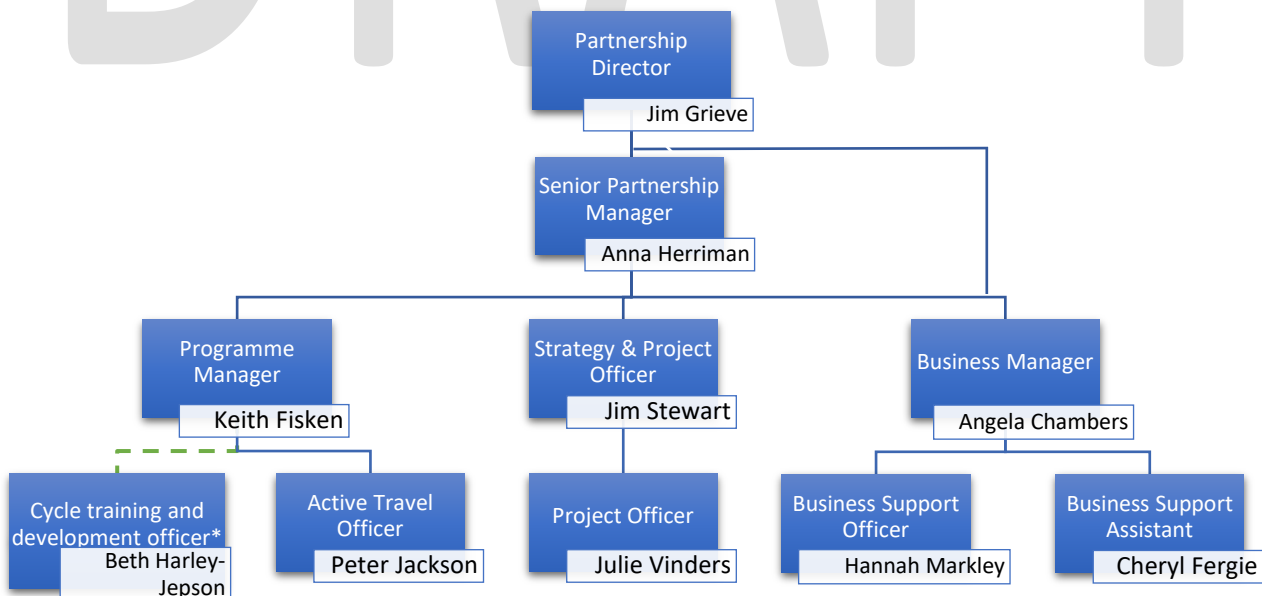 DRAFT
Partnership
Director
Jim Grieve
Senior Partnership
Manager
Anna Herriman
Programme
Manager
Keith Fisken
Strategy & Project
Officer
Jim Stewart
Business Manager
Angela Chambers
Cycle training and
development officer*
Beth Harley-
Jepson
Active Travel
Officer
Peter Jackson
Project Officer
Julie Vinders
Business Support
Officer
Hannah Markley
Business Support
Assistant
Cheryl Fergie